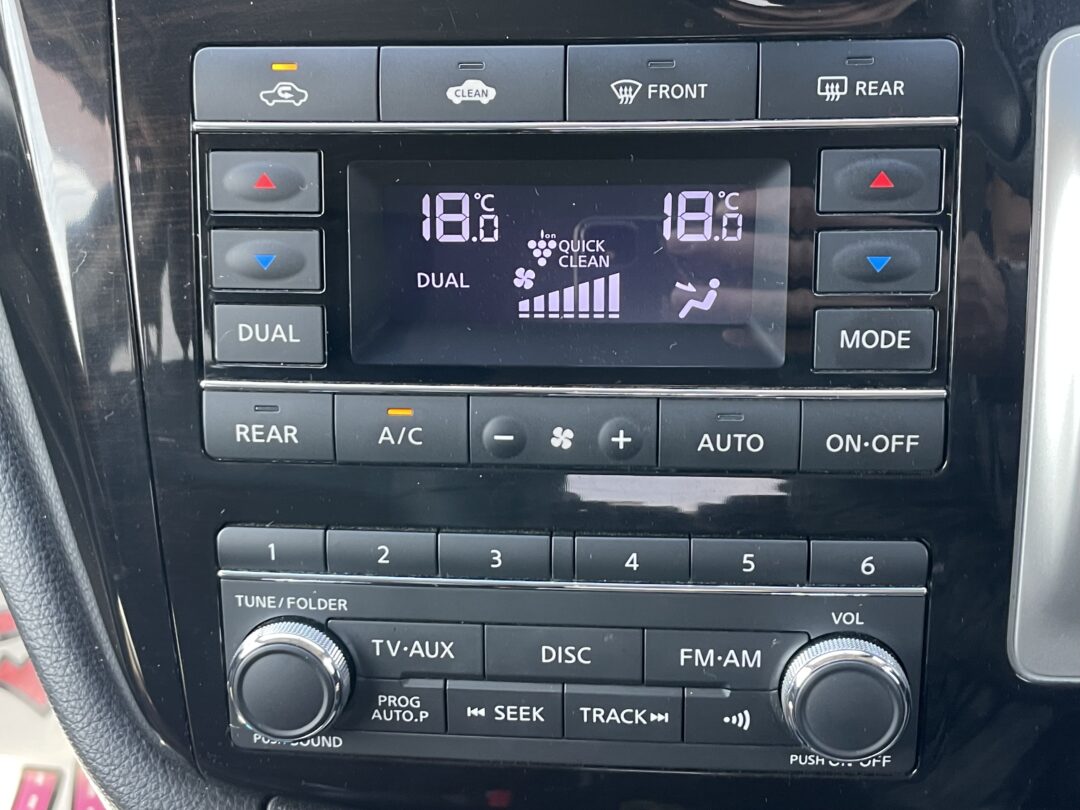 CLEAN
FRONT
REAR
18.0°C
18.0°C
ion
QUICK
CLEAN
DUAL
DUAL
MODE
REAR
A/C
− +
AUTO
ON·OFF
1 2 3 4 5 6
TUNE/FOLDER
VOL
TV·AUX
DISC
FM·AM
PROG
AUTO.P
SEEK
TRACK
PUSH SOUND
PUSH ON·OFF